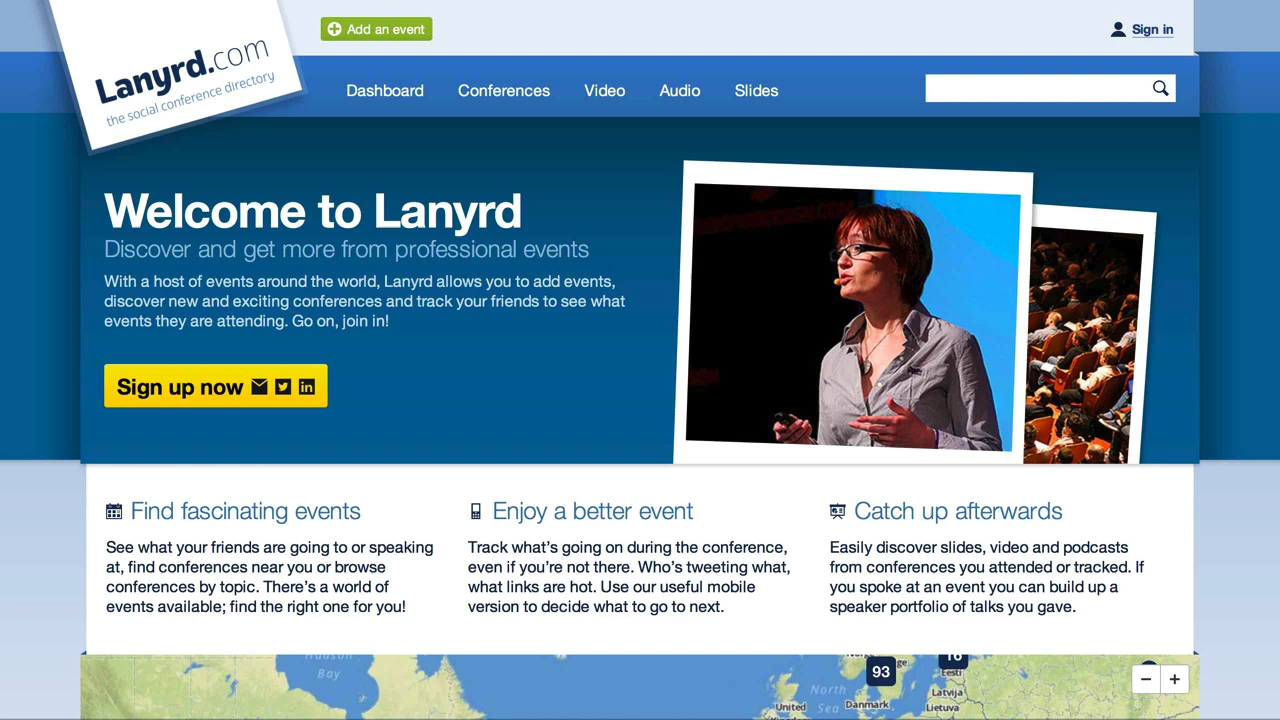 Add an event
Sign in
Lanyrd.com
the social conference directory
Dashboard
Conferences
Video
Audio
Slides
Welcome to Lanyrd
Discover and get more from professional events
With a host of events around the world, Lanyrd allows you to add events,
discover new and exciting conferences and track your friends to see what
events they are attending. Go on, join in!
Sign up now
Find fascinating events
See what your friends are going to or speaking
at, find conferences near you or browse
conferences by topic. There’s a world of
events available; find the right one for you!
Enjoy a better event
Track what’s going on during the conference,
even if you’re not there. Who’s tweeting what,
what links are hot. Use our useful mobile
version to decide what to go to next.
Catch up afterwards
Easily discover slides, video and podcasts
from conferences you attended or tracked. If
you spoke at an event you can build up a
speaker portfolio of talks you gave.
Hudson
Bay
North
Sea
United
Danmark
93
16
Eesti
Latvija
Lietuva
− +